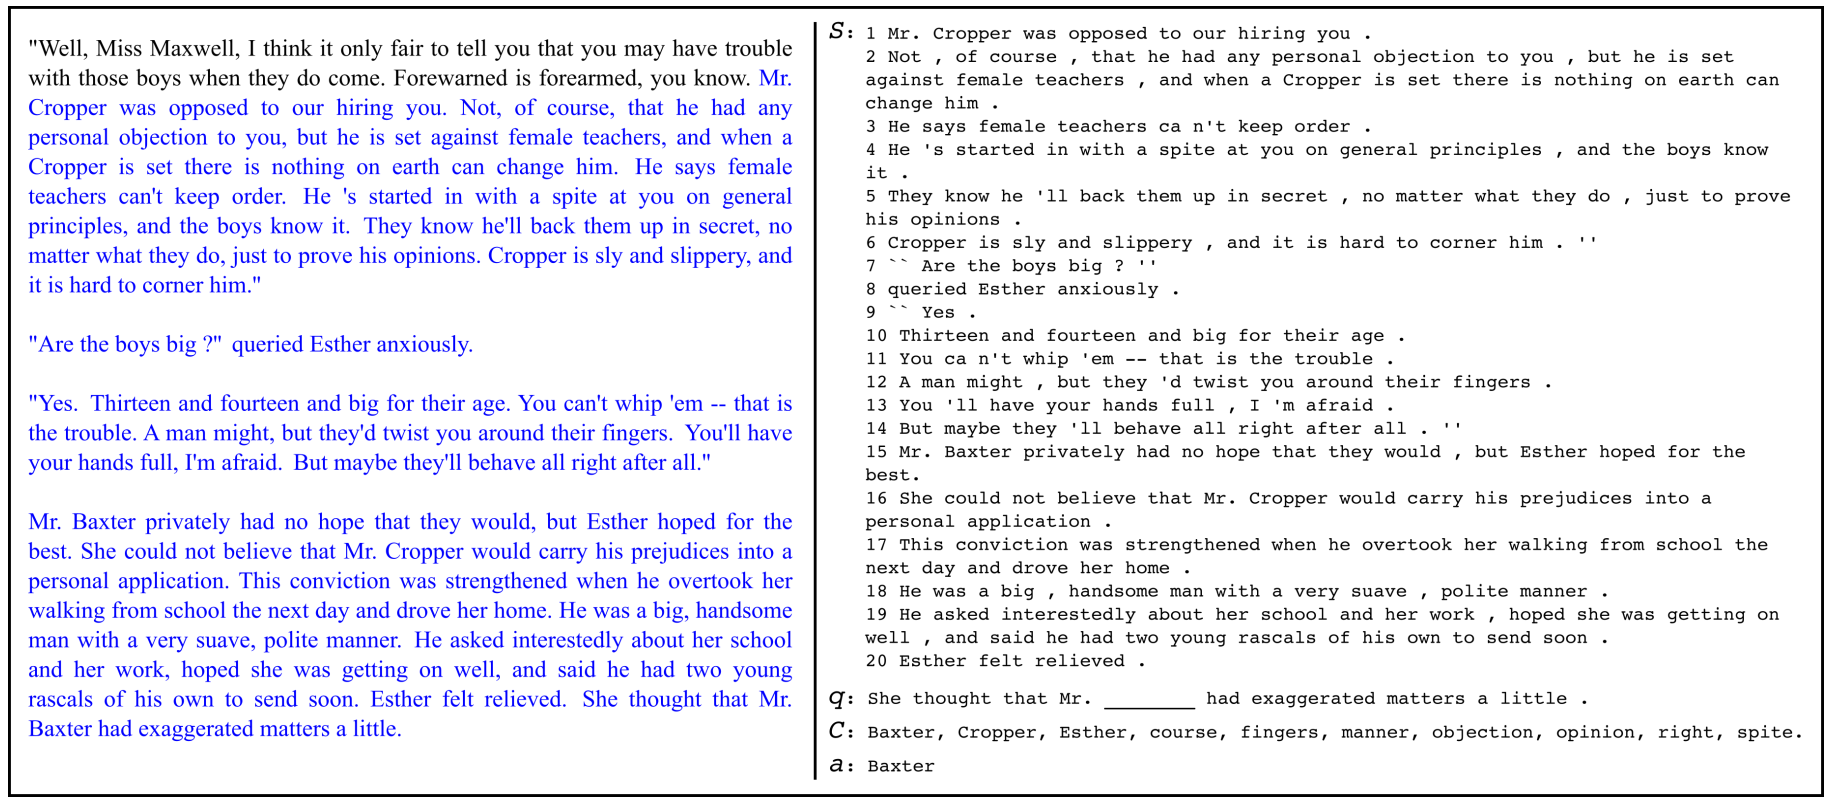 "Well, Miss Maxwell, I think it only fair to tell you that you may have trouble
with those boys when they do come. Forewarned is forearmed, you know. Mr.
Cropper was opposed to our hiring you. Not, of course, that he had any
personal objection to you, but he is set against female teachers, and when a
Cropper is set there is nothing on earth can change him. He says female
teachers can't keep order. He 's started in with a spite at you on general
principles, and the boys know it. They know he'll back them up in secret, no
matter what they do, just to prove his opinions. Cropper is sly and slippery, and
it is hard to corner him."
"Are the boys big ?" queried Esther anxiously.
"Yes. Thirteen and fourteen and big for their age. You can't whip 'em -- that is
the trouble. A man might, but they'd twist you around their fingers. You'll have
your hands full, I'm afraid. But maybe they'll behave all right after all."
Mr. Baxter privately had no hope that they would, but Esther hoped for the
best. She could not believe that Mr. Cropper would carry his prejudices into a
personal application. This conviction was strengthened when he overtook her
walking from school the next day and drove her home. He was a big, handsome
man with a very suave, polite manner. He asked interestedly about her school
and her work, hoped she was getting on well, and said he had two young
rascals of his own to send soon. Esther felt relieved. She thought that Mr.
Baxter had exaggerated matters a little.
S: 1 Mr. Cropper was opposed to our hiring you .
2 Not , of course , that he had any personal objection to you , but he is set
against female teachers , and when a Cropper is set there is nothing on earth can
change him .
3 He says female teachers ca n't keep order .
4 He 's started in with a spite at you on general principles , and the boys know
it .
5 They know he 'll back them up in secret , no matter what they do , just to prove
his opinions .
6 Cropper is sly and slippery , and it is hard to corner him . ''
7 `` Are the boys big ? ''
8 queried Esther anxiously .
9 `` Yes .
10 Thirteen and fourteen and big for their age .
11 You ca n't whip 'em -- that is the trouble .
12 A man might , but they 'd twist you around their fingers .
13 You 'll have your hands full , I 'm afraid .
14 But maybe they 'll behave all right after all . ''
15 Mr. Baxter privately had no hope that they would , but Esther hoped for the
best.
16 She could not believe that Mr. Cropper would carry his prejudices into a
personal application .
17 This conviction was strengthened when he overtook her walking from school the
next day and drove her home .
18 He was a big , handsome man with a very suave , polite manner .
19 He asked interestedly about her school and her work , hoped she was getting on
well , and said he had two young rascals of his own to send soon .
20 Esther felt relieved .
q: She thought that Mr. ________ had exaggerated matters a little .
C: Baxter, Cropper, Esther, course, fingers, manner, objection, opinion, right, spite.
a: Baxter